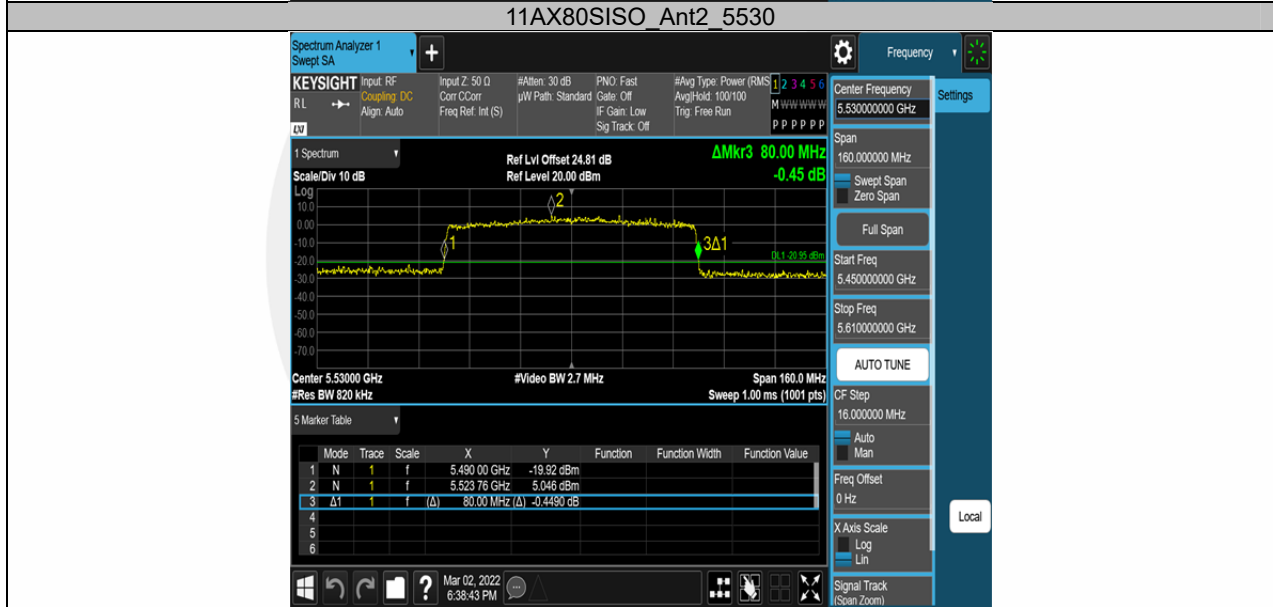 11AX80SISO_Ant2_5530
Spectrum Analyzer 1
Swept SA
+
Frequency
KEYSIGHT Input: RF Input Z: 50 Ω #Atten: 30 dB PNO: Fast #Avg Type: Power (RMS 1 2 3 4 5 6
RL Coupling: DC Corr CCorr µW Path: Standard Gate: Off Avg|Hold: 100/100 M W W W W W
Align: Auto Freq Ref: Int (S) IF Gain: Low Trig: Free Run
Sig Track: Off P P P P P P
LXI
Center Frequency
5.530000000 GHz
Settings
Span
160.000000 MHz
Swept Span
Zero Span
Full Span
Start Freq
5.450000000 GHz
Stop Freq
5.610000000 GHz
AUTO TUNE
CF Step
16.000000 MHz
Auto
Man
Freq Offset
0 Hz
X Axis Scale
Log
Lin
Signal Track
(Span Zoom)
Local
1 Spectrum
Ref Lvl Offset 24.81 dB
ΔMkr3 80.00 MHz
Scale/Div 10 dB
Ref Level 20.00 dBm
-0.45 dB
Log
10.0
0.00
-10.0
-20.0
-30.0
-40.0
-50.0
-60.0
-70.0
2
1
3Δ1
DL1 -20.95 dBm
Center 5.53000 GHz #Video BW 2.7 MHz Span 160.0 MHz
#Res BW 820 kHz Sweep 1.00 ms (1001 pts)
5 Marker Table
Mode Trace Scale X Y Function Function Width Function Value
1 N 1 f 5.490 00 GHz -19.92 dBm
2 N 1 f 5.523 76 GHz 5.046 dBm
3 Δ1 1 f (Δ) 80.00 MHz (Δ) -0.4490 dB
4
5
6
?
Mar 02, 2022
6:38:43 PM